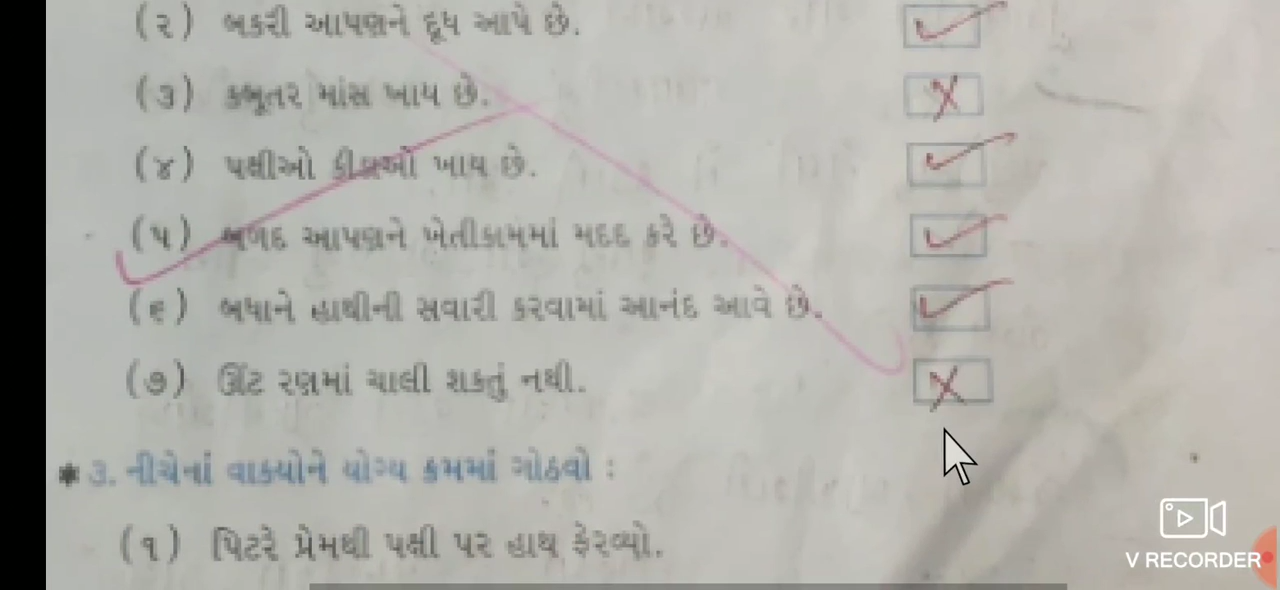 (૨) બકરી આપણને દૂધ આપે છે.
(૩) કબૂતર માંસ ખાય છે.
(૪) પક્ષીઓ કીડાઓ ખાય છે.
(૫) બળદ આપણને ખેતીકામમાં મદદ કરે છે.
(૬) બધાને હાથીની સવારી કરવામાં આનંદ આવે છે.
(૭) ઊંટ રણમાં ચાલી શકતું નથી.
* ૩. નીચેનાં વાક્યોને યોગ્ય ક્રમમાં ગોઠવો :
(૧) પિટરે પ્રેમથી પક્ષી પર હાથ ફેરવ્યો.
V RECORDER